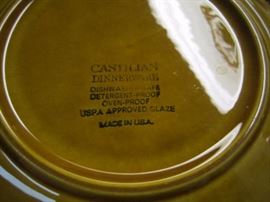 CASTILIAN
DINNERWARE
DISHWASHER-SAFE
DETERGENT-PROOF
OVEN-PROOF
USPA APPROVED GLAZE
MADE IN U.S.A.